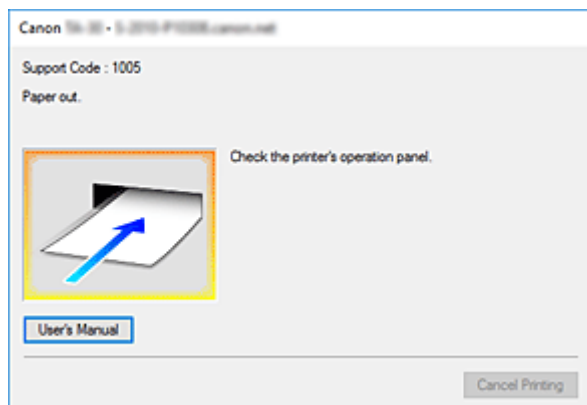 Canon
Support Code : 1005
Paper out.
Check the printer's operation panel.
User's Manual
Cancel Printing